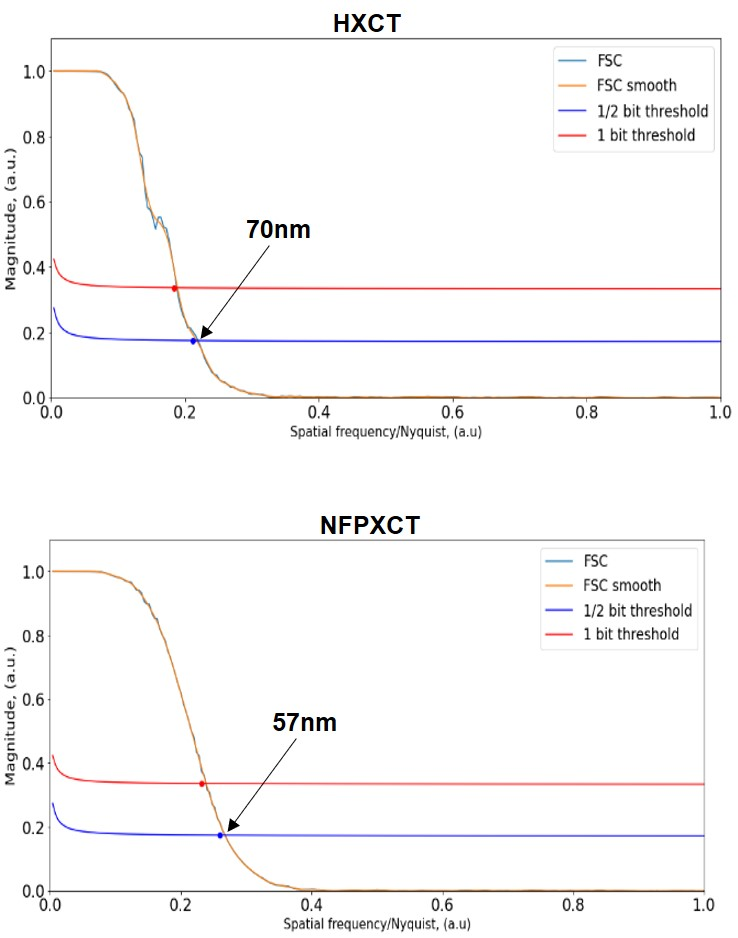 HXCT
FSC
FSC smooth
1/2 bit threshold
1 bit threshold
70nm
Magnitude, (a.u.)
1.0
0.8
0.6
0.4
0.2
0.0
0.0 0.2 0.4 0.6 0.8 1.0
Spatial frequency/Nyquist, (a.u)
NFPXCT
FSC
FSC smooth
1/2 bit threshold
1 bit threshold
57nm
Magnitude, (a.u.)
1.0
0.8
0.6
0.4
0.2
0.0
0.0 0.2 0.4 0.6 0.8 1.0
Spatial frequency/Nyquist, (a.u)